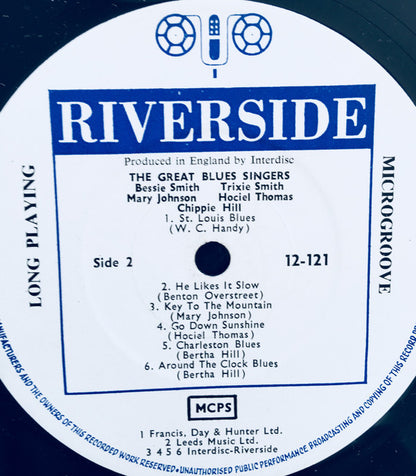 RIVERSIDE
Produced in England by Interdisc
THE GREAT BLUES SINGERS
Bessie Smith Trixie Smith
Mary Johnson Hociel Thomas
Chippie Hill
1. St. Louis Blues
(W. C. Handy)
LONG PLAYING
MICROGROOVE
Side 2 12-121
2. He Likes It Slow
(Benton Overstreet)
3. Key To The Mountain
(Mary Johnson)
4. Go Down Sunshine
(Hociel Thomas)
5. Charleston Blues
(Bertha Hill)
6. Around The Clock Blues
(Bertha Hill)
MCPS
1 Francis, Day & Hunter Ltd.
2 Leeds Music Ltd.
3 4 5 6 Interdisc-Riverside
MANUFACTURERS AND THE OWNERS OF THIS RECORDED WORK RESERVED • UNAUTHORISED PUBLIC PERFORMANCE BROADCASTING AND COPYING OF THIS RECORD